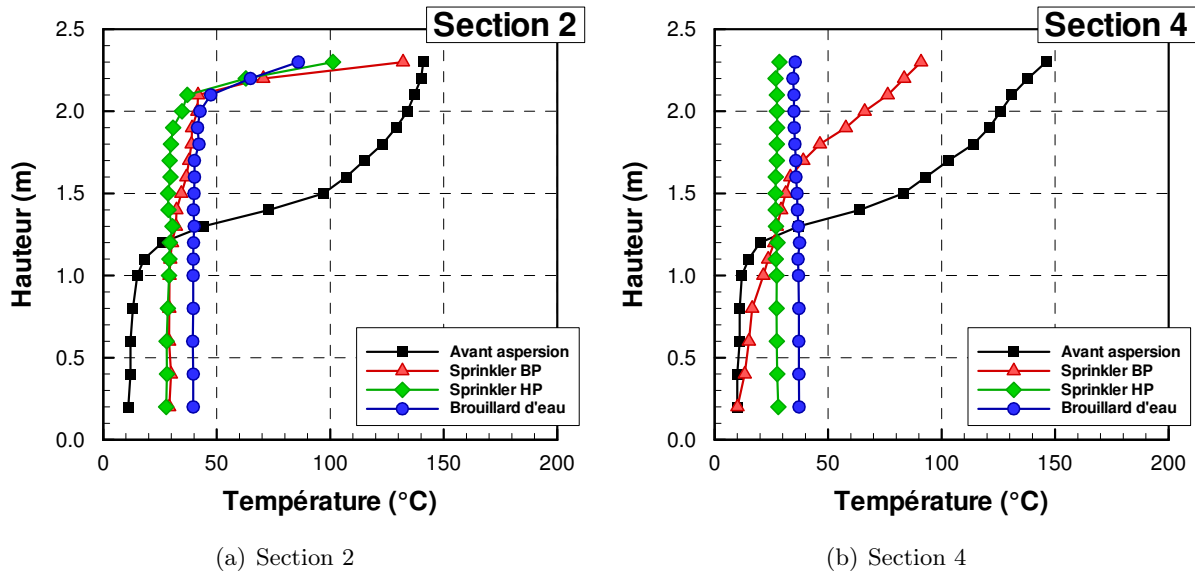 Section 2
2.5
2.0
1.5
1.0
0.5
0.0
Hauteur (m)
Avant aspersion
Sprinkler BP
Sprinkler HP
Brouillard d'eau
0 50 100 150 200
Température (°C)
(a) Section 2
Section 4
2.5
2.0
1.5
1.0
0.5
0.0
Hauteur (m)
Avant aspersion
Sprinkler BP
Sprinkler HP
Brouillard d'eau
0 50 100 150 200
Température (°C)
(b) Section 4